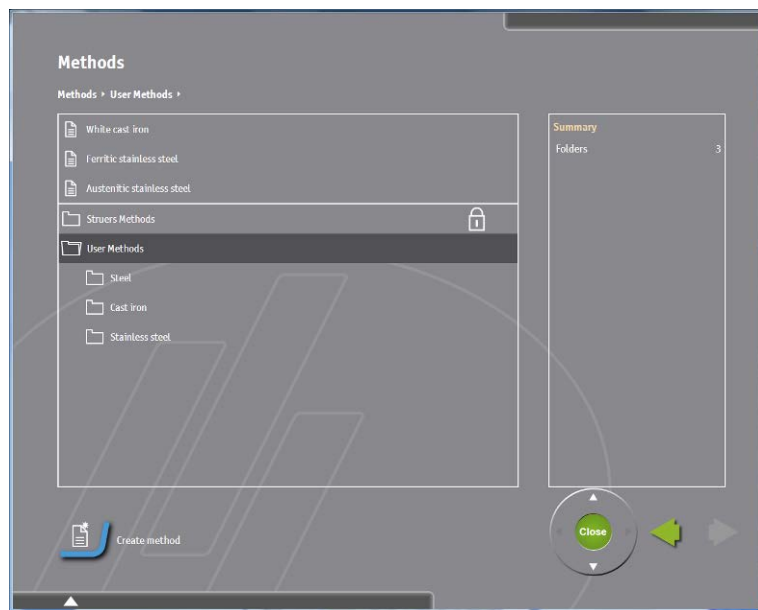 Methods
Methods ▸ User Methods ▸
White cast iron
Ferritic stainless steel
Austenitic stainless steel
Struers Methods
User Methods
Steel
Cast iron
Stainless steel
Summary
Folders 3
Create method
Close